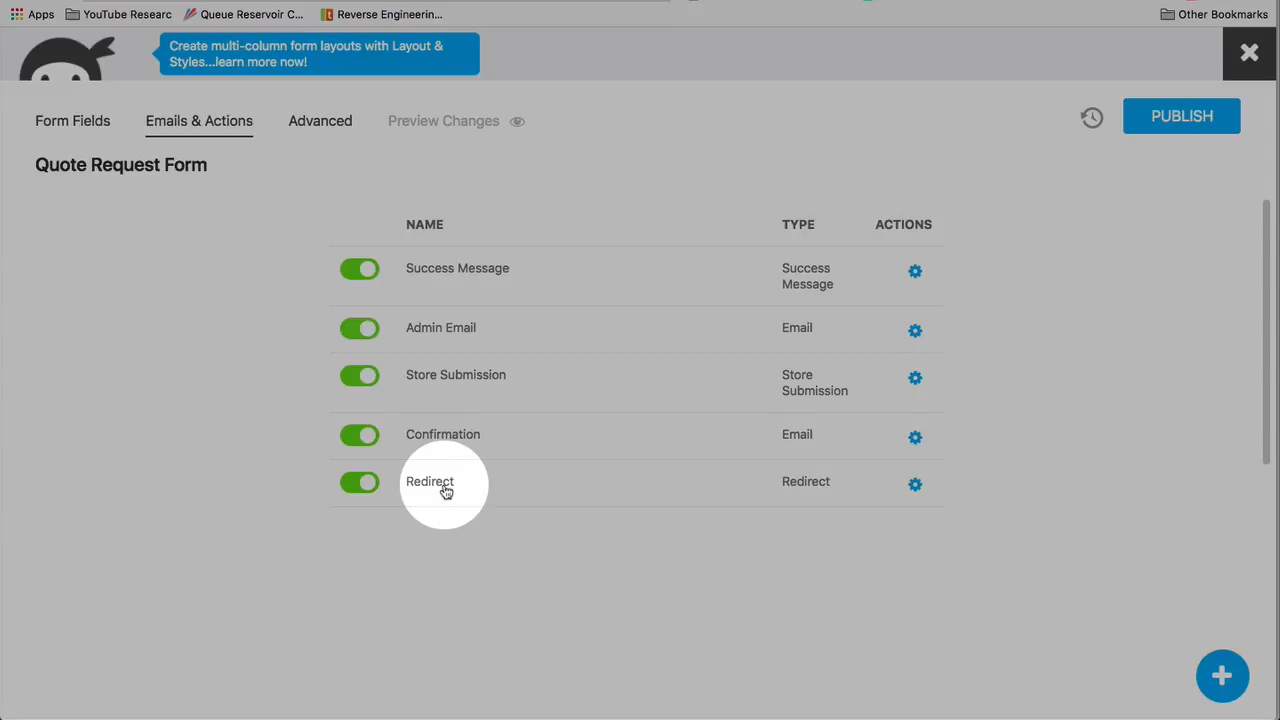 Apps YouTube Researc Queue Reservoir C... Reverse Engineerin... Other Bookmarks
Create multi-column form layouts with Layout &
Styles...learn more now!
Form Fields Emails & Actions Advanced Preview Changes PUBLISH
Quote Request Form
NAME TYPE ACTIONS
Success Message Success
Message
Admin Email Email
Store Submission Store
Submission
Confirmation Email
Redirect Redirect